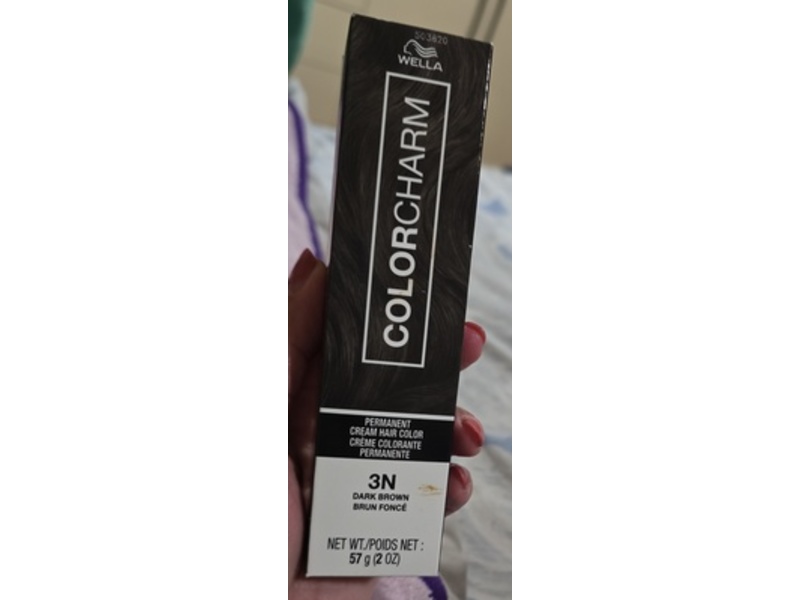 503820
WELLA
COLORCHARM
PERMANENT
CREAM HAIR COLOR
CRÈME COLORANTE
PERMANENTE
3N
DARK BROWN
BRUN FONCÉ
NET WT./POIDS NET :
57 g (2 OZ)